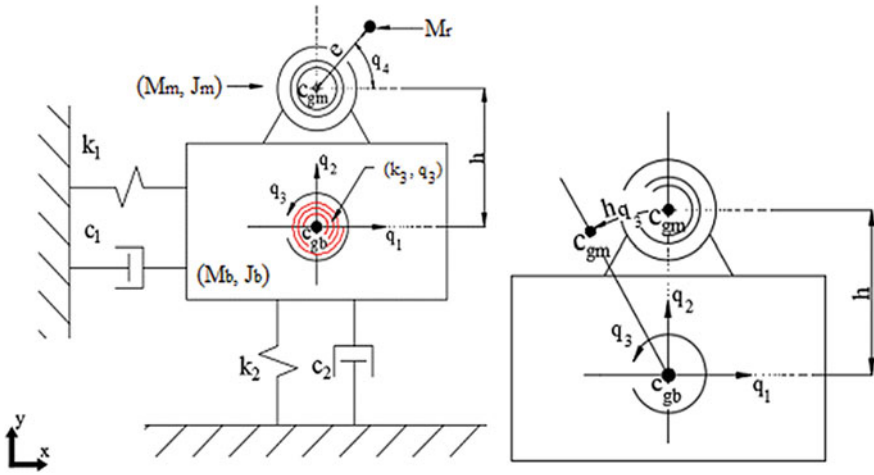 Mr
e
q4
(Mm, Jm)
cgm
h
k1
q2
(k3, q3)
q3
c1
q1
cgb
(Mb, Jb)
k2
c2
y
x
hq3
cgm
cgm
h
q2
q3
q1
cgb